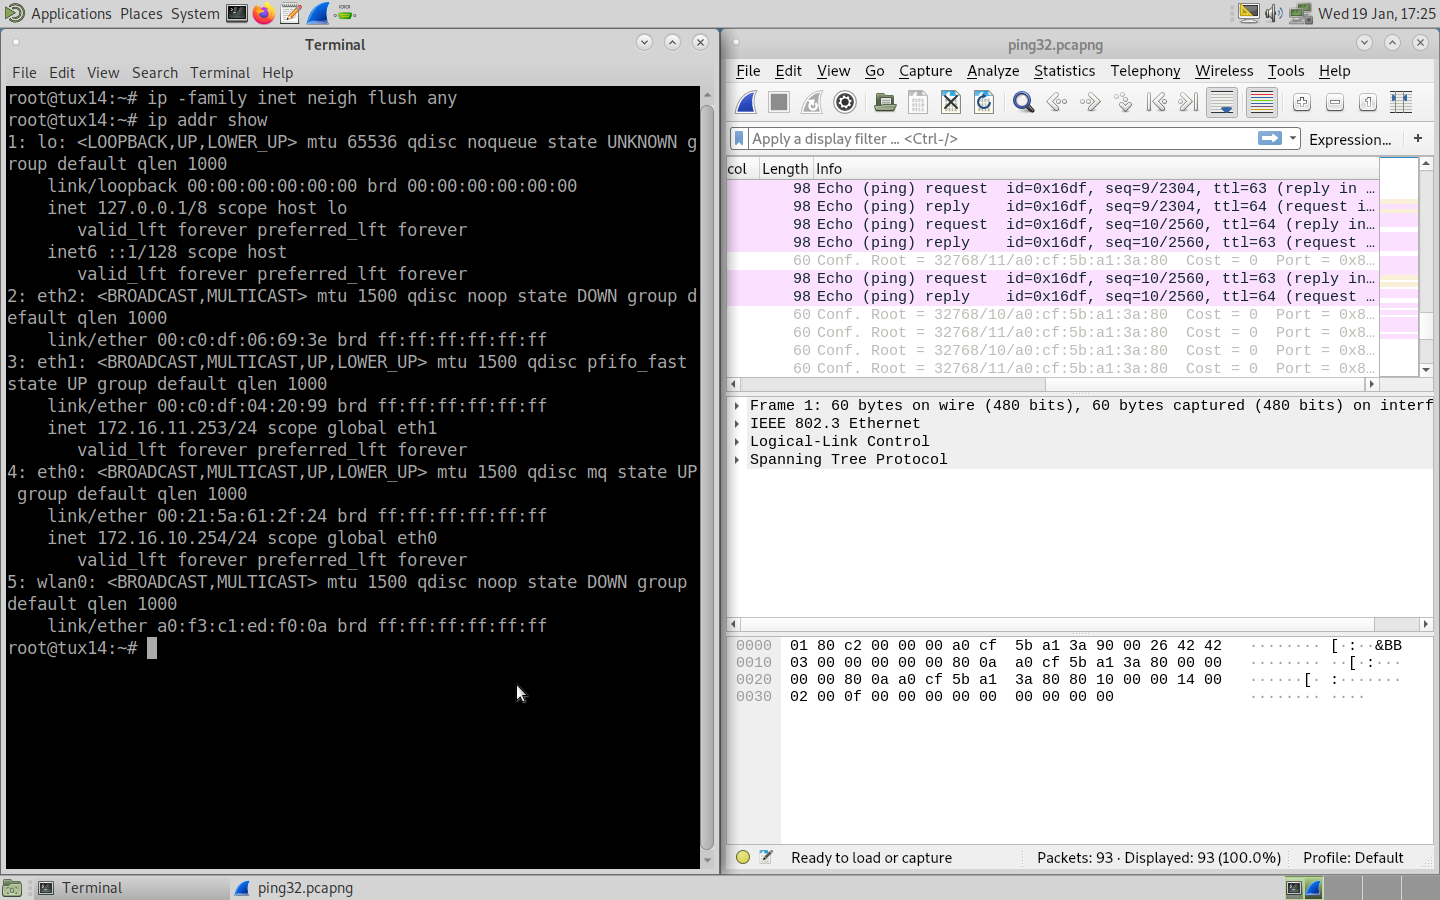 Applications Places System
Wed 19 Jan, 17:25
Terminal
File Edit View Search Terminal Help
root@tux14:~# ip -family inet neigh flush any
root@tux14:~# ip addr show
1: lo: <LOOPBACK,UP,LOWER_UP> mtu 65536 qdisc noqueue state UNKNOWN g
roup default qlen 1000
    link/loopback 00:00:00:00:00:00 brd 00:00:00:00:00:00
    inet 127.0.0.1/8 scope host lo
       valid_lft forever preferred_lft forever
    inet6 ::1/128 scope host
       valid_lft forever preferred_lft forever
2: eth2: <BROADCAST,MULTICAST> mtu 1500 qdisc noop state DOWN group d
efault qlen 1000
    link/ether 00:c0:df:06:69:3e brd ff:ff:ff:ff:ff:ff
3: eth1: <BROADCAST,MULTICAST,UP,LOWER_UP> mtu 1500 qdisc pfifo_fast
state UP group default qlen 1000
    link/ether 00:c0:df:04:20:99 brd ff:ff:ff:ff:ff:ff
    inet 172.16.11.253/24 scope global eth1
       valid_lft forever preferred_lft forever
4: eth0: <BROADCAST,MULTICAST,UP,LOWER_UP> mtu 1500 qdisc mq state UP
 group default qlen 1000
    link/ether 00:21:5a:61:2f:24 brd ff:ff:ff:ff:ff:ff
    inet 172.16.10.254/24 scope global eth0
       valid_lft forever preferred_lft forever
5: wlan0: <BROADCAST,MULTICAST> mtu 1500 qdisc noop state DOWN group
default qlen 1000
    link/ether a0:f3:c1:ed:f0:0a brd ff:ff:ff:ff:ff:ff
root@tux14:~#
ping32.pcapng
File Edit View Go Capture Analyze Statistics Telephony Wireless Tools Help
Apply a display filter ... <Ctrl-/>
Expression... +
col Length Info
98 Echo (ping) request  id=0x16df, seq=9/2304, ttl=63 (reply in …
98 Echo (ping) reply    id=0x16df, seq=9/2304, ttl=64 (request i…
98 Echo (ping) request  id=0x16df, seq=10/2560, ttl=64 (reply in…
98 Echo (ping) reply    id=0x16df, seq=10/2560, ttl=63 (request …
60 Conf. Root = 32768/11/a0:cf:5b:a1:3a:80  Cost = 0  Port = 0x8…
98 Echo (ping) request  id=0x16df, seq=10/2560, ttl=63 (reply in…
98 Echo (ping) reply    id=0x16df, seq=10/2560, ttl=64 (request …
60 Conf. Root = 32768/10/a0:cf:5b:a1:3a:80  Cost = 0  Port = 0x8…
60 Conf. Root = 32768/11/a0:cf:5b:a1:3a:80  Cost = 0  Port = 0x8…
60 Conf. Root = 32768/10/a0:cf:5b:a1:3a:80  Cost = 0  Port = 0x8…
60 Conf. Root = 32768/11/a0:cf:5b:a1:3a:80  Cost = 0  Port = 0x8…
Frame 1: 60 bytes on wire (480 bits), 60 bytes captured (480 bits) on interf
IEEE 802.3 Ethernet
Logical-Link Control
Spanning Tree Protocol
0000 01 80 c2 00 00 00 a0 cf  5b a1 3a 90 00 26 42 42  ········ [·:··&BB
0010 03 00 00 00 00 00 80 0a  a0 cf 5b a1 3a 80 00 00  ········ ··[·:···
0020 00 00 80 0a a0 cf 5b a1  3a 80 80 10 00 00 14 00  ······[· :·······
0030 02 00 0f 00 00 00 00 00  00 00 00 00  ········ ····
Ready to load or capture
Packets: 93 · Displayed: 93 (100.0%)
Profile: Default
Terminal
ping32.pcapng